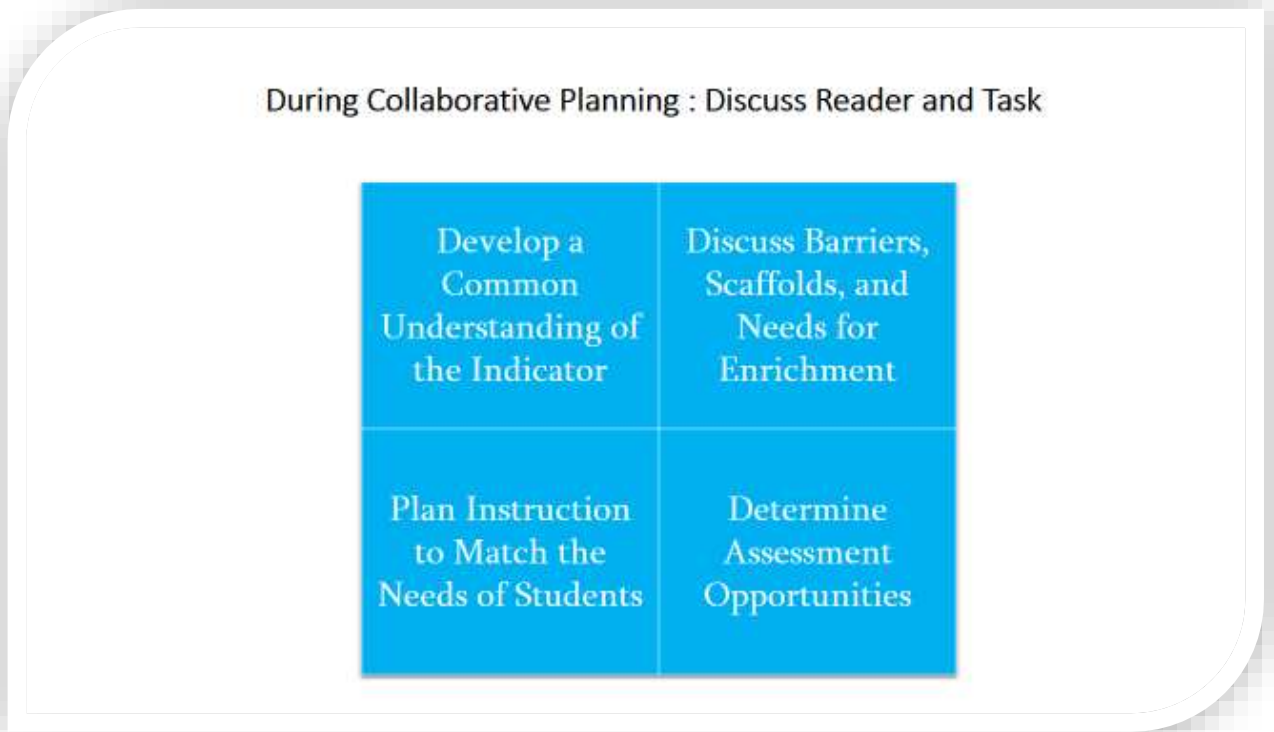 During Collaborative Planning : Discuss Reader and Task
Develop a
Common
Understanding of
the Indicator
Discuss Barriers,
Scaffolds, and
Needs for
Enrichment
Plan Instruction
to Match the
Needs of Students
Determine
Assessment
Opportunities